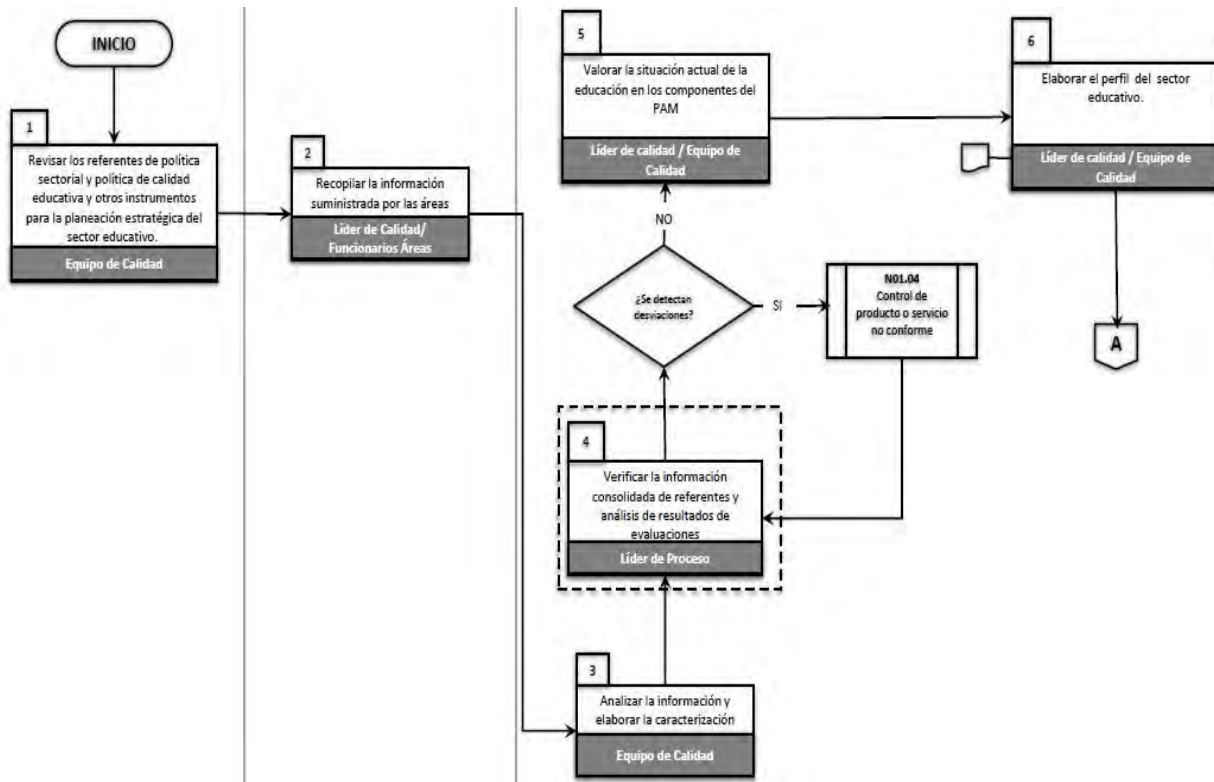 INICIO
1
Revisar los referentes de política
sectorial y política de calidad
educativa y otros instrumentos
para la planeación estratégica del
sector educativo.
Equipo de Calidad
2
Recopilar la información
suministrada por las áreas
Líder de Calidad/
Funcionarios Áreas
3
Analizar la información y
elaborar la caracterización
Equipo de Calidad
4
Verificar la información
consolidada de referentes y
análisis de resultados de
evaluaciones
Líder de Proceso
¿Se detectan
desviaciones?
SI
N01.04
Control de
producto o servicio
no conforme
NO
5
Valorar la situación actual de la
educación en los componentes del
PAM
Líder de calidad / Equipo de
Calidad
6
Elaborar el perfil del sector
educativo.
Líder de calidad / Equipo de
Calidad
A